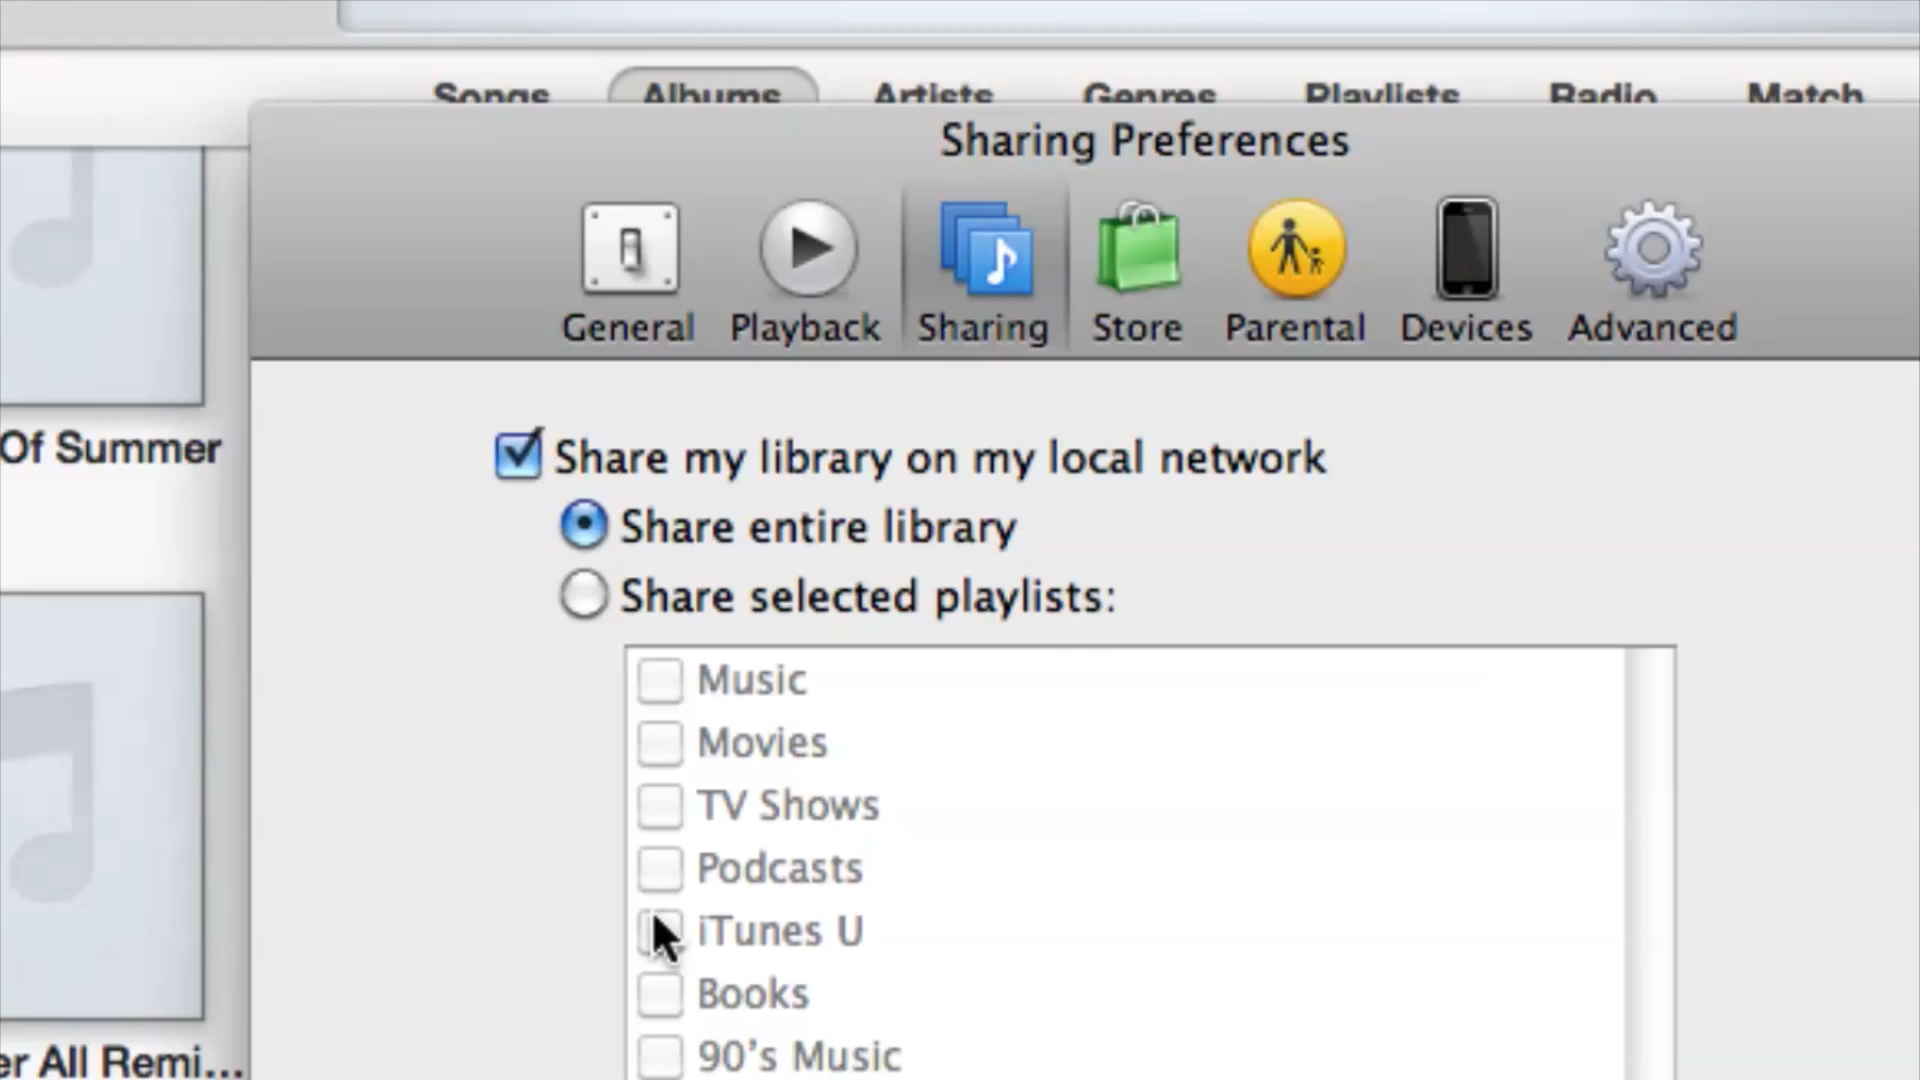 Songs Albums Artists Genres Playlists Radio Match
Sharing Preferences
General Playback Sharing Store Parental Devices Advanced
Of Summer
Share my library on my local network
Share entire library
Share selected playlists:
Music
Movies
TV Shows
Podcasts
iTunes U
Books
90's Music
er All Remi...